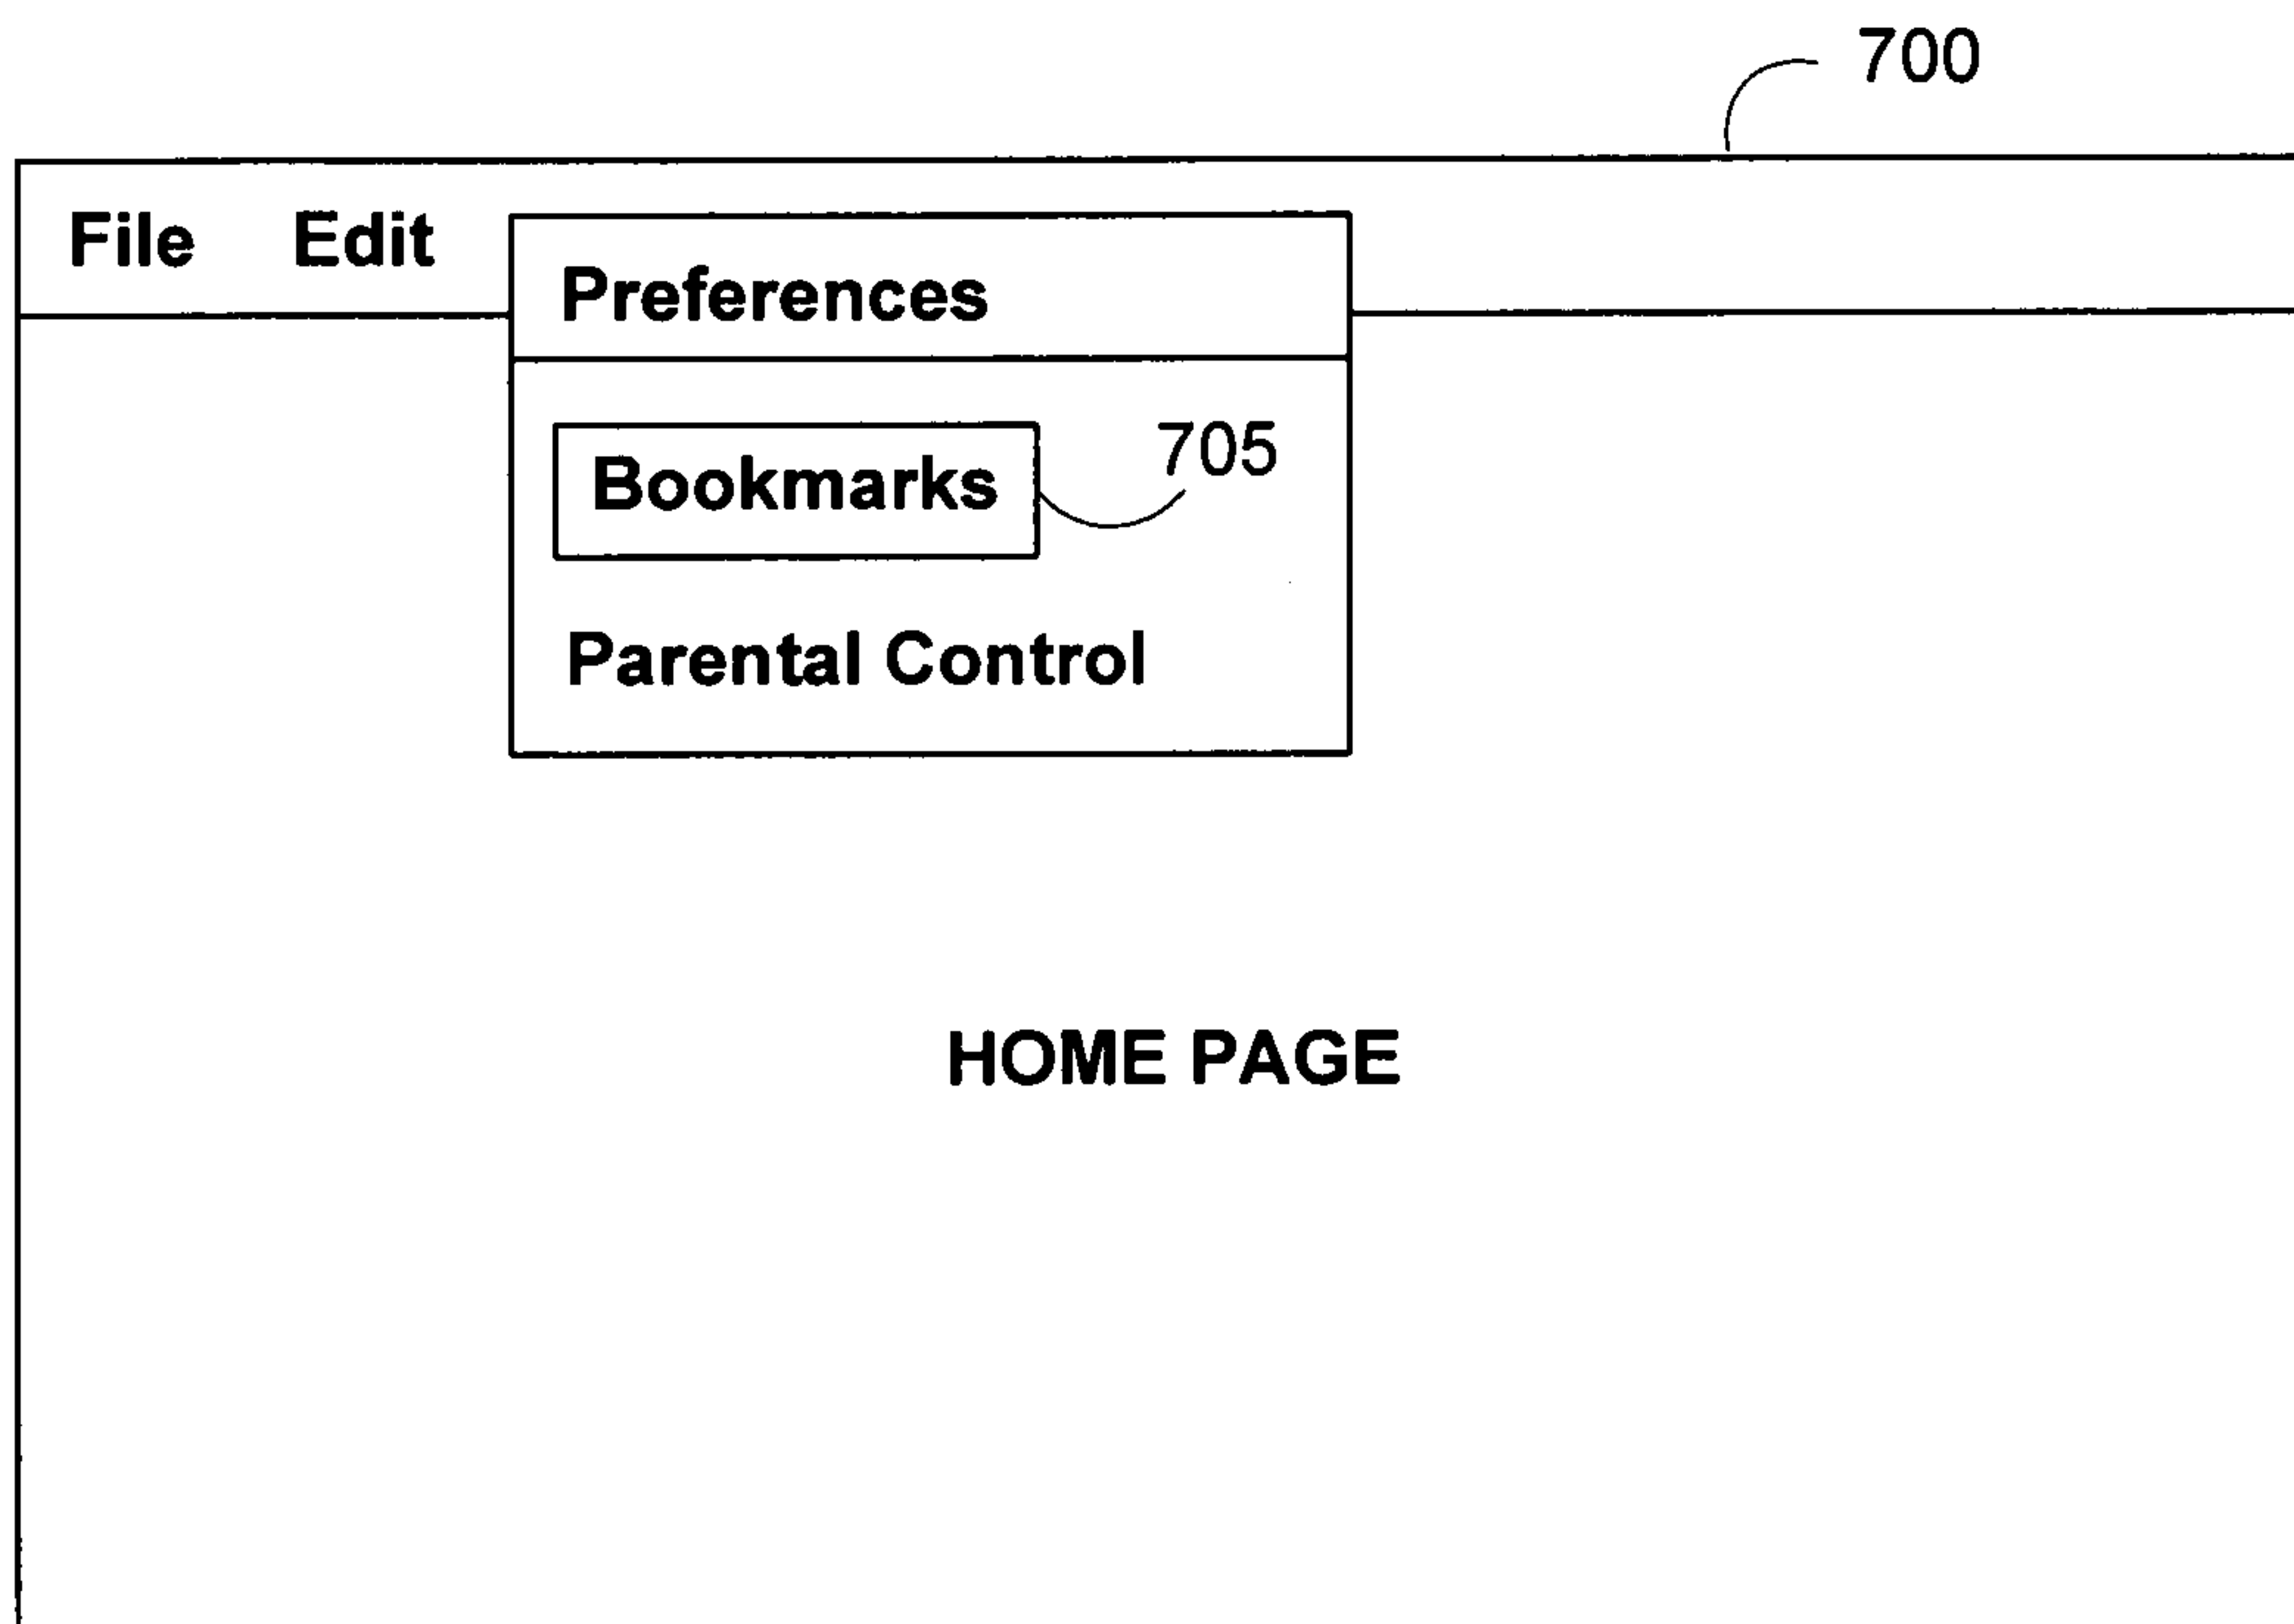 700
File Edit
Preferences
Bookmarks
705
Parental Control
HOME PAGE